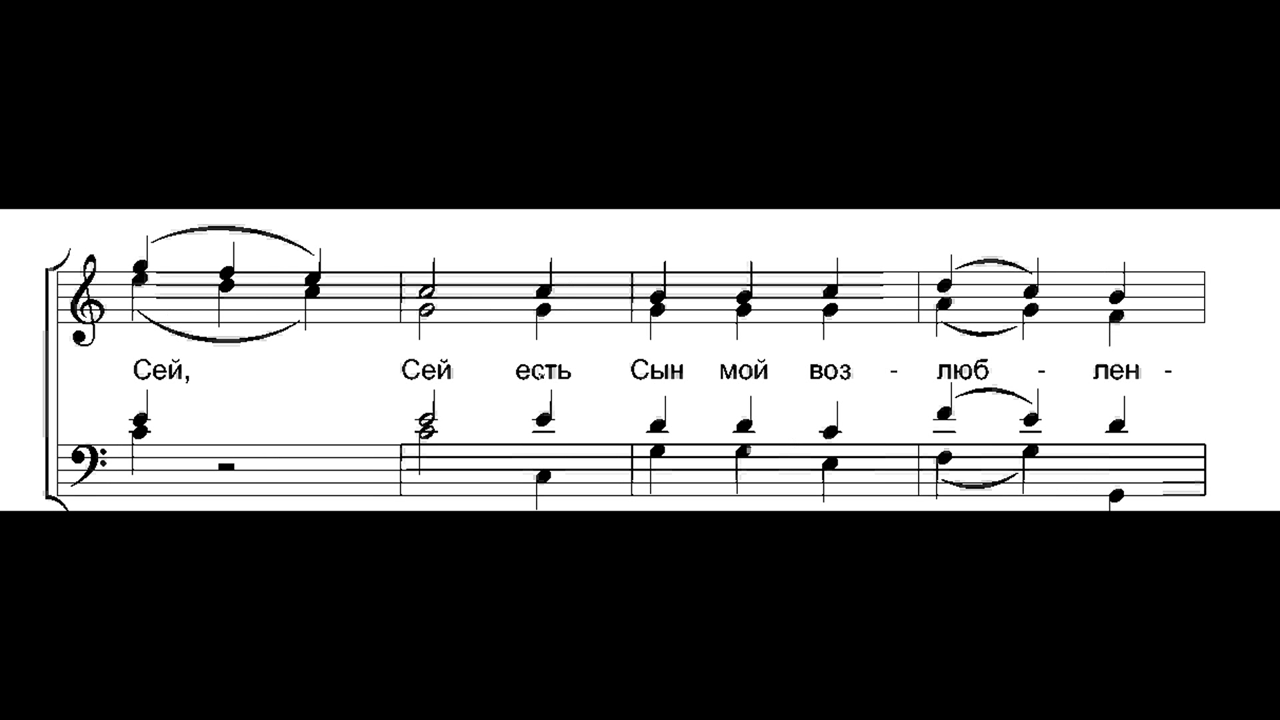 Сей, Сей есть Сын мой воз - люб - лен -